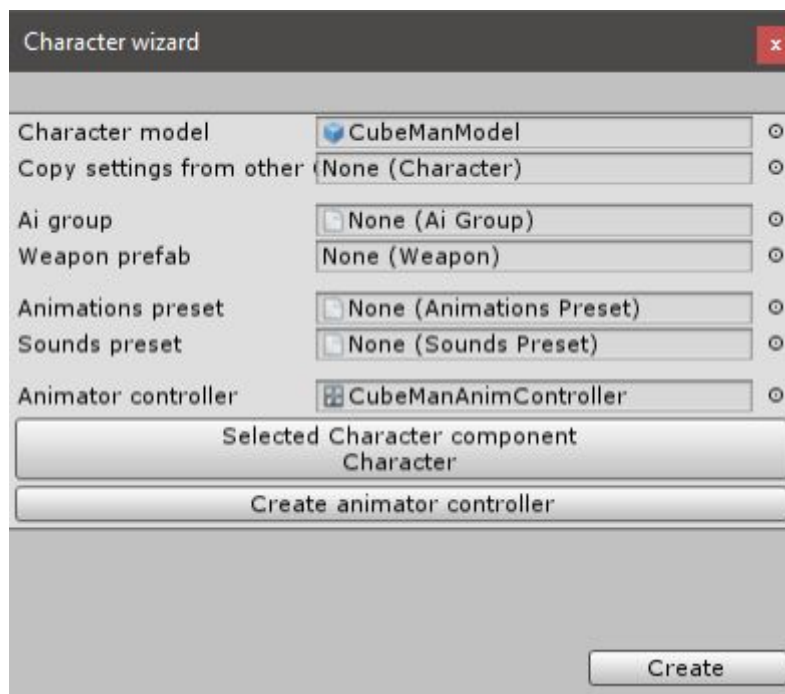 Character wizard
x
Character model CubeManModel
Copy settings from other None (Character)
Ai group None (Ai Group)
Weapon prefab None (Weapon)
Animations preset None (Animations Preset)
Sounds preset None (Sounds Preset)
Animator controller CubeManAnimController
Selected Character component
Character
Create animator controller
Create